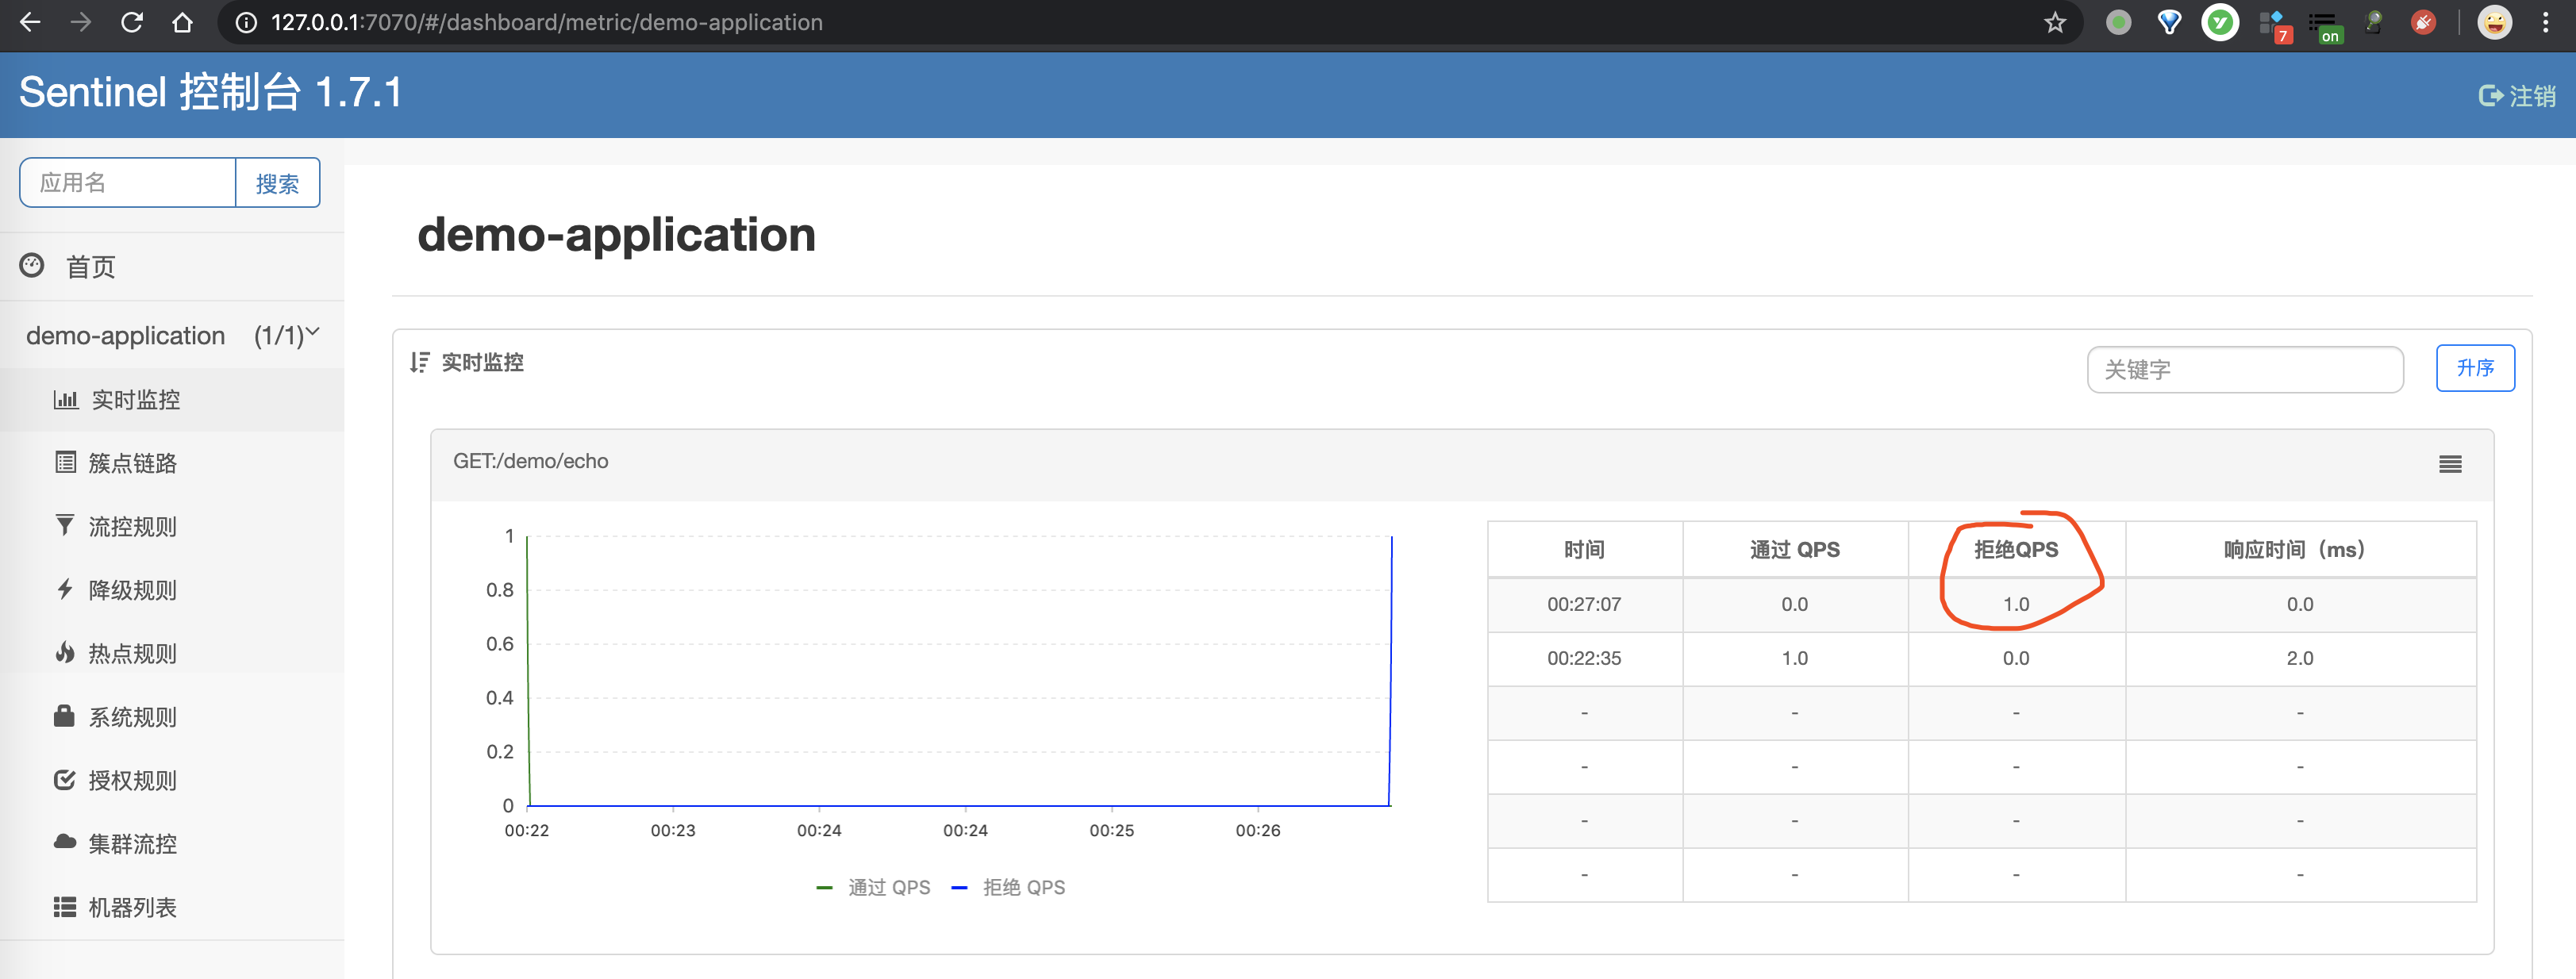 127.0.0.1:7070/#/dashboard/metric/demo-application
7
on
Sentinel 控制台 1.7.1
注销
应用名
搜索
首页
demo-application (1/1)
实时监控
簇点链路
流控规则
降级规则
热点规则
系统规则
授权规则
集群流控
机器列表
demo-application
实时监控
关键字
升序
GET:/demo/echo
1
0.8
0.6
0.4
0.2
0
00:22 00:23 00:24 00:24 00:25 00:26
通过 QPS 拒绝 QPS
时间 通过 QPS 拒绝QPS 响应时间（ms）
00:27:07 0.0 1.0 0.0
00:22:35 1.0 0.0 2.0
- - - -
- - - -
- - - -
- - - -